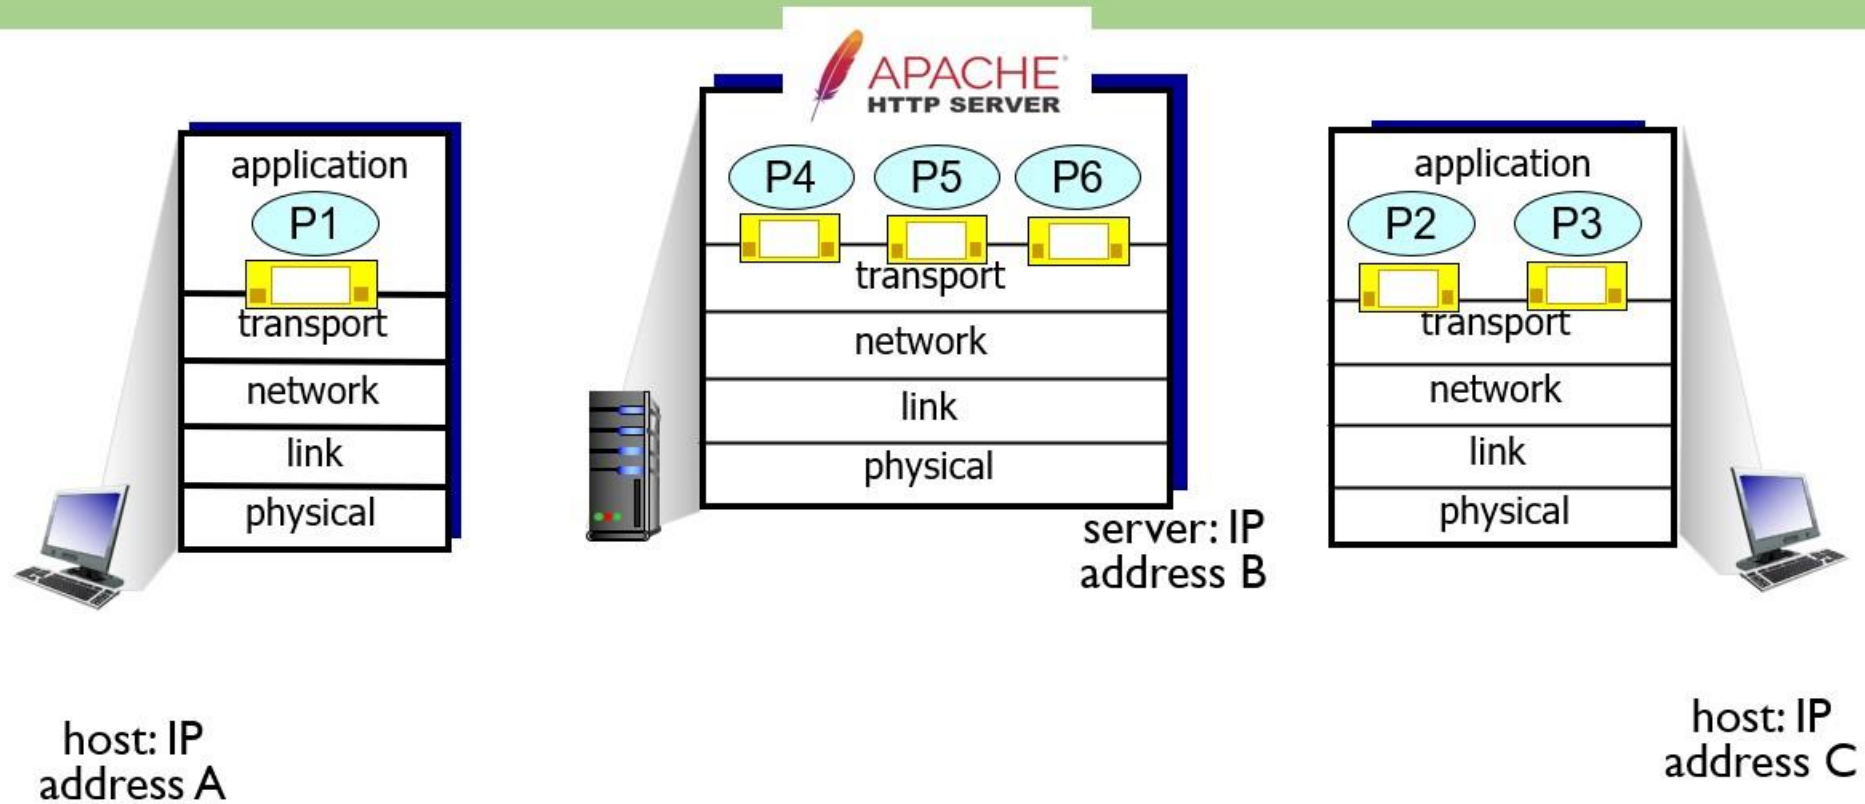 APACHE
HTTP SERVER
application
P1
transport
network
link
physical
host: IP
address A
P4 P5 P6
transport
network
link
physical
server: IP
address B
application
P2 P3
transport
network
link
physical
host: IP
address C